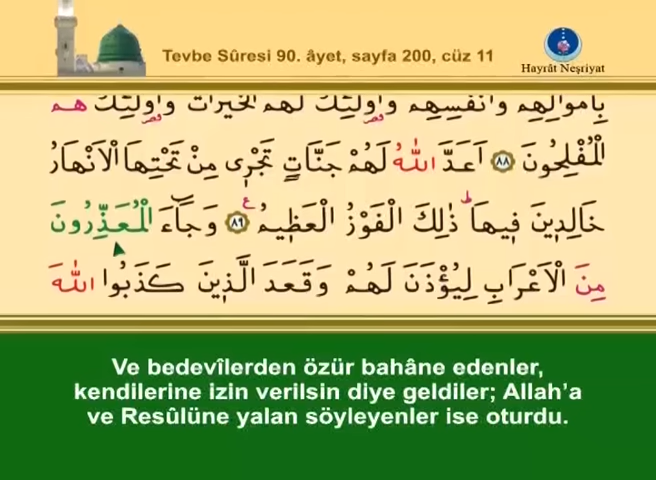 Tevbe Sûresi 90. âyet, sayfa 200, cüz 11
Hayrât Neşriyat
بِاَمْوَالِهِمْ وَاَنْفُسِهِمْ وَاُولٰٓئِكَ لَهُمُ الْخَيْرَاتُ وَاُولٰٓئِكَ هُمُ
الْمُفْلِحُونَ ﴿٨٨﴾ اَعَدَّ اللّٰهُ لَهُمْ جَنَّاتٍ تَجْر۪ى مِنْ تَحْتِهَا الْاَنْهَارُ
خَالِد۪ينَ ف۪يهَا ذٰلِكَ الْفَوْزُ الْعَظ۪يمُ ﴿٨٩﴾ وَجَٓاءَ الْمُعَذِّرُونَ
مِنَ الْاَعْرَابِ لِيُؤْذَنَ لَهُمْ وَقَعَدَ الَّذ۪ينَ كَذَبُوا اللّٰهَ
Ve bedevîlerden özür bahâne edenler,
kendilerine izin verilsin diye geldiler; Allah’a
ve Resûlüne yalan söyleyenler ise oturdu.